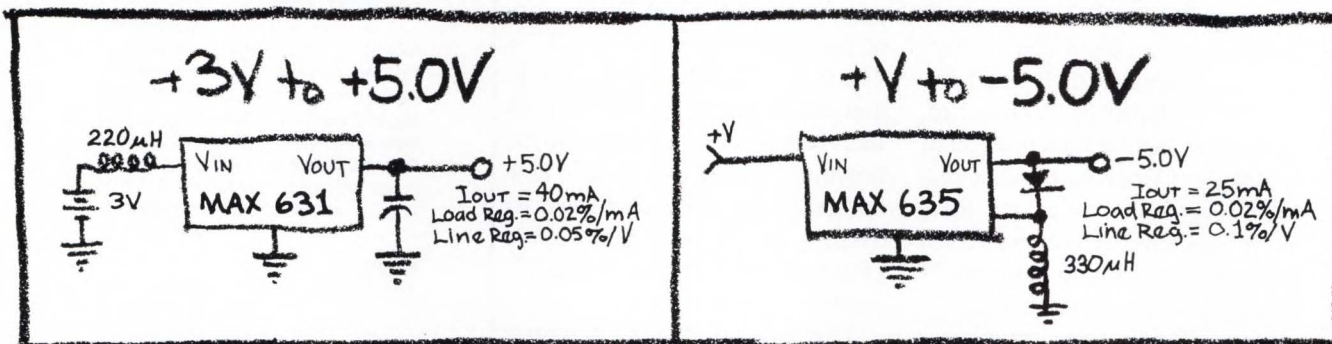 +3V to +5.0V
220μH
VIN VOUT
MAX 631
3V
+5.0V
IOUT = 40mA
Load Reg. = 0.02%/mA
Line Reg. = 0.05%/V
+V to -5.0V
+V
VIN VOUT
MAX 635
-5.0V
IOUT = 25mA
Load Reg. = 0.02%/mA
Line Reg. = 0.1%/V
330μH